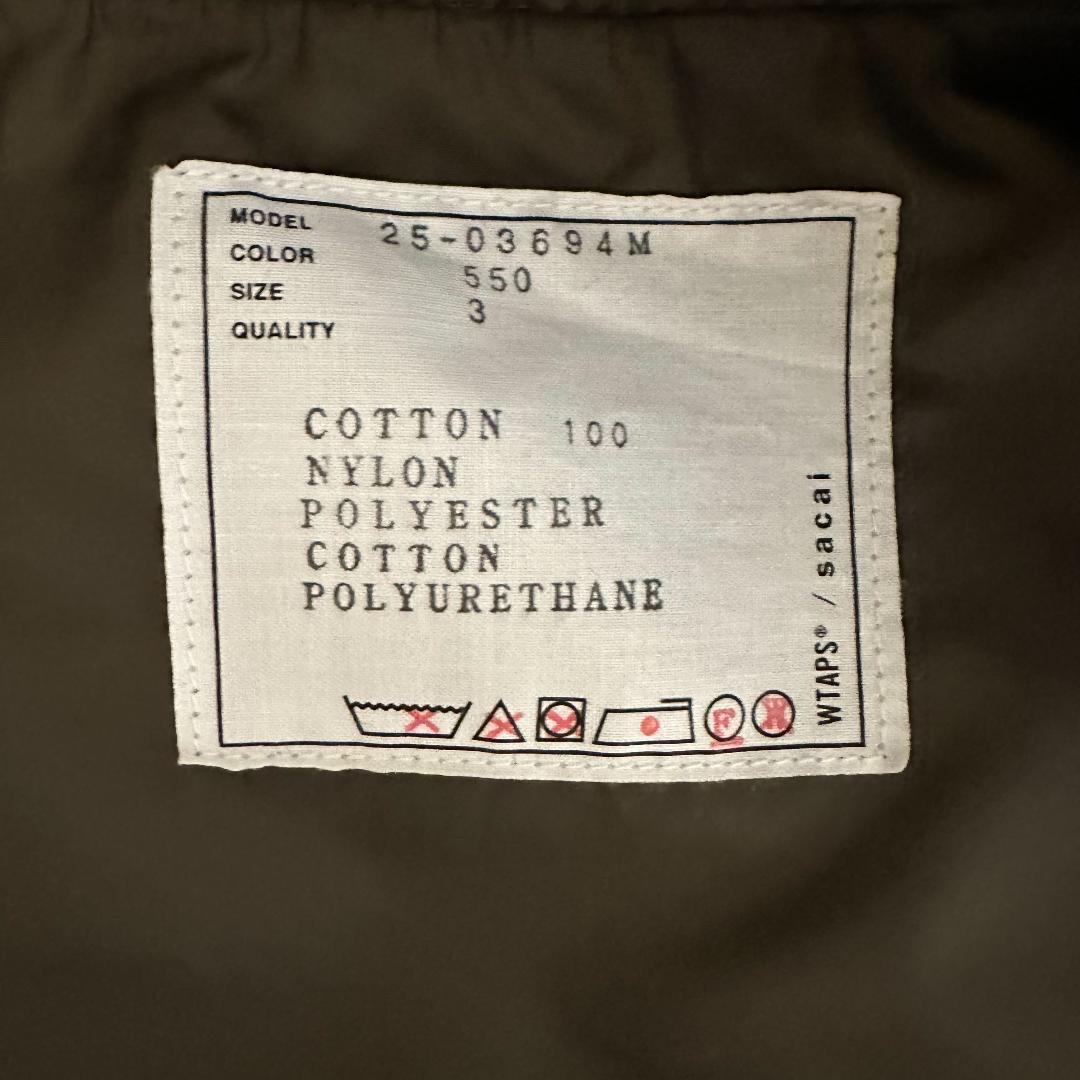 MODEL 25-03694M
COLOR 550
SIZE 3
QUALITY
COTTON 100
NYLON
POLYESTER
COTTON
POLYURETHANE
F W
WTAPS® / sacai